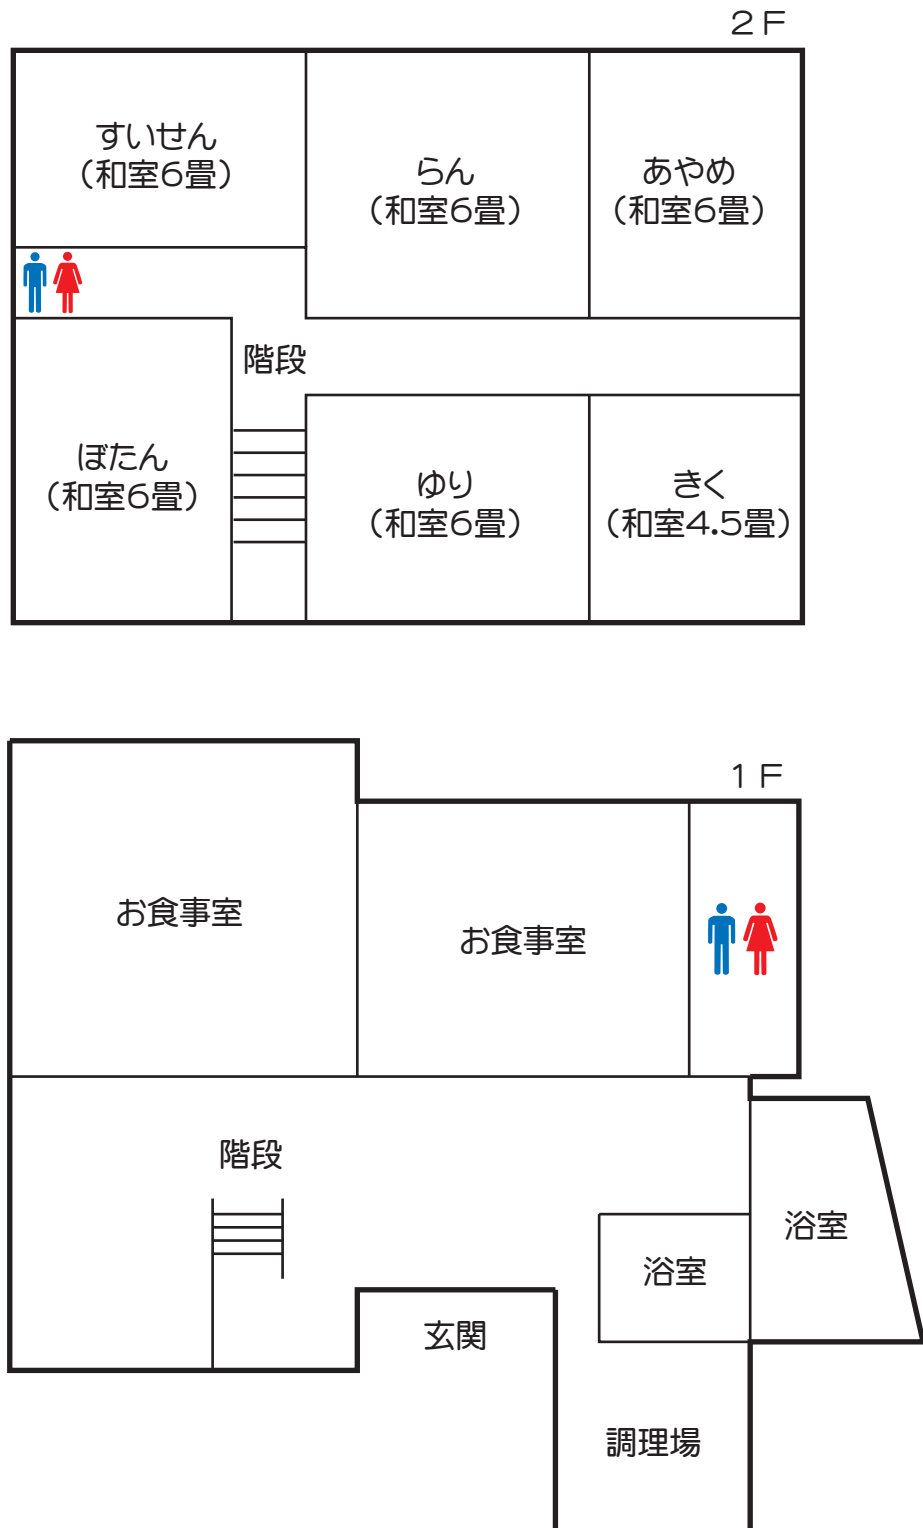 ２Ｆ
すいせん
（和室6畳）
らん
（和室6畳）
あやめ
（和室6畳）
階段
ぼたん
（和室6畳）
ゆり
（和室6畳）
きく
（和室4.5畳）
１Ｆ
お食事室
お食事室
階段
浴室
浴室
玄関
調理場